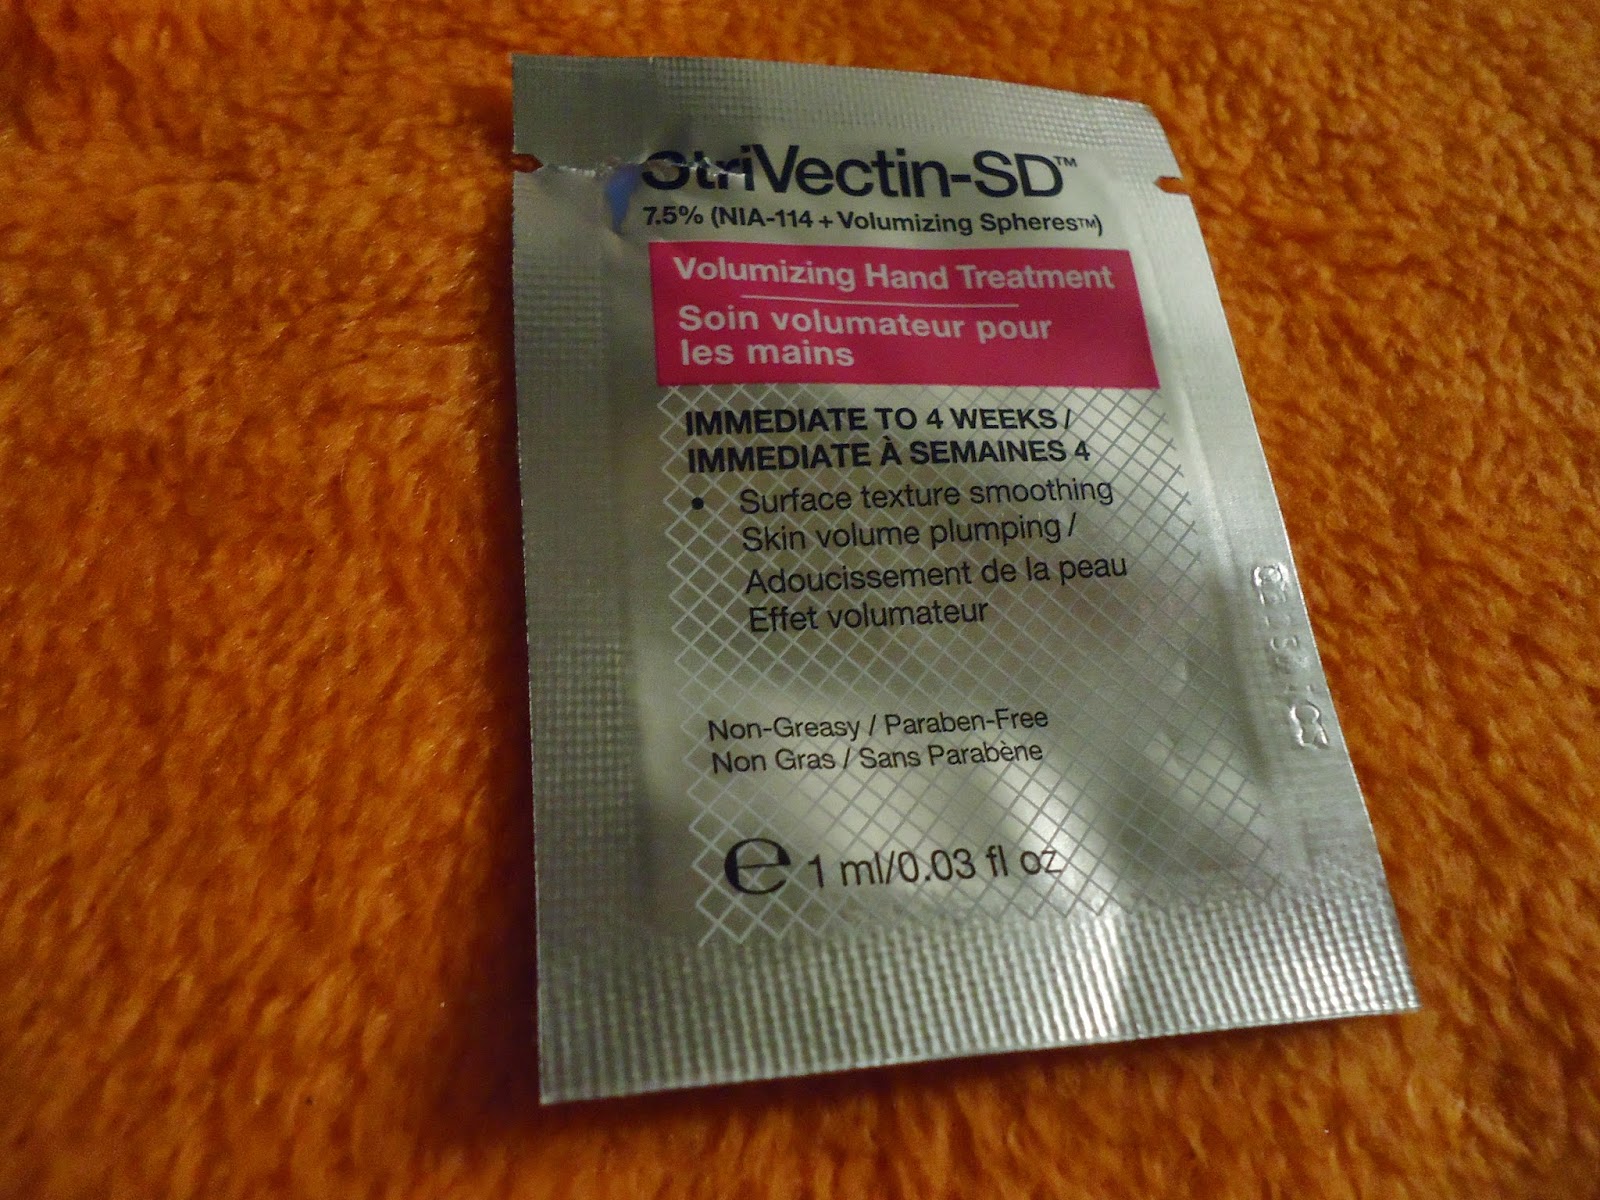 StriVectin-SD™
7.5% (NIA-114 + Volumizing Spheres™)
Volumizing Hand Treatment
Soin volumateur pour
les mains
IMMEDIATE TO 4 WEEKS /
IMMEDIATE À SEMAINES 4
• Surface texture smoothing
Skin volume plumping /
Adoucissement de la peau
Effet volumateur
Non-Greasy / Paraben-Free
Non Gras / Sans Parabène
e 1 ml/0.03 fl oz